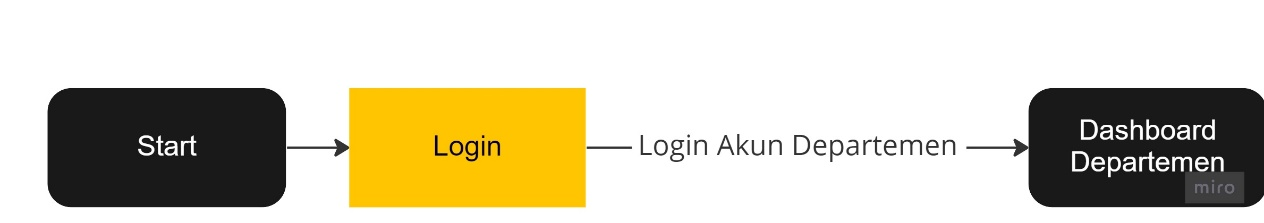 Start
Login
Login Akun Departemen
Dashboard
Departemen
miro